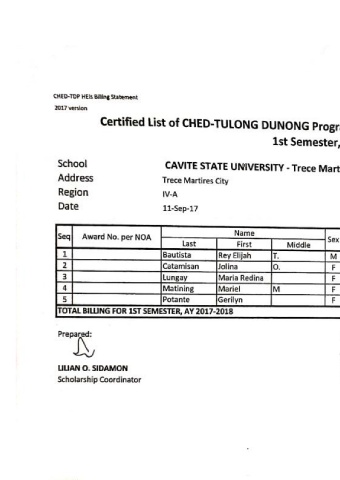 CHED-TDP HEIs Billing Statement
2017 version
Certified List of CHED-TULONG DUNONG Progr
1st Semester,
School CAVITE STATE UNIVERSITY - Trece Mart
Address Trece Martires City
Region IV-A
Date 11-Sep-17
Seq Award No. per NOA Name Sex
Last First Middle
1 Bautista Rey Elijah T. M
2 Catamisan Jolina O. F
3 Lungay Maria Redina F
4 Matining Mariel M F
5 Potante Gerilyn F
TOTAL BILLING FOR 1ST SEMESTER, AY 2017-2018
Prepared:
LILIAN O. SIDAMON
Scholarship Coordinator